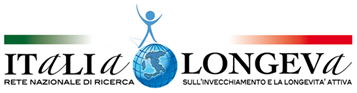 ITaLIa LONGEVa
RETE NAZIONALE DI RICERCA SULL'INVECCHIAMENTO E LA LONGEVITA' ATTIVA